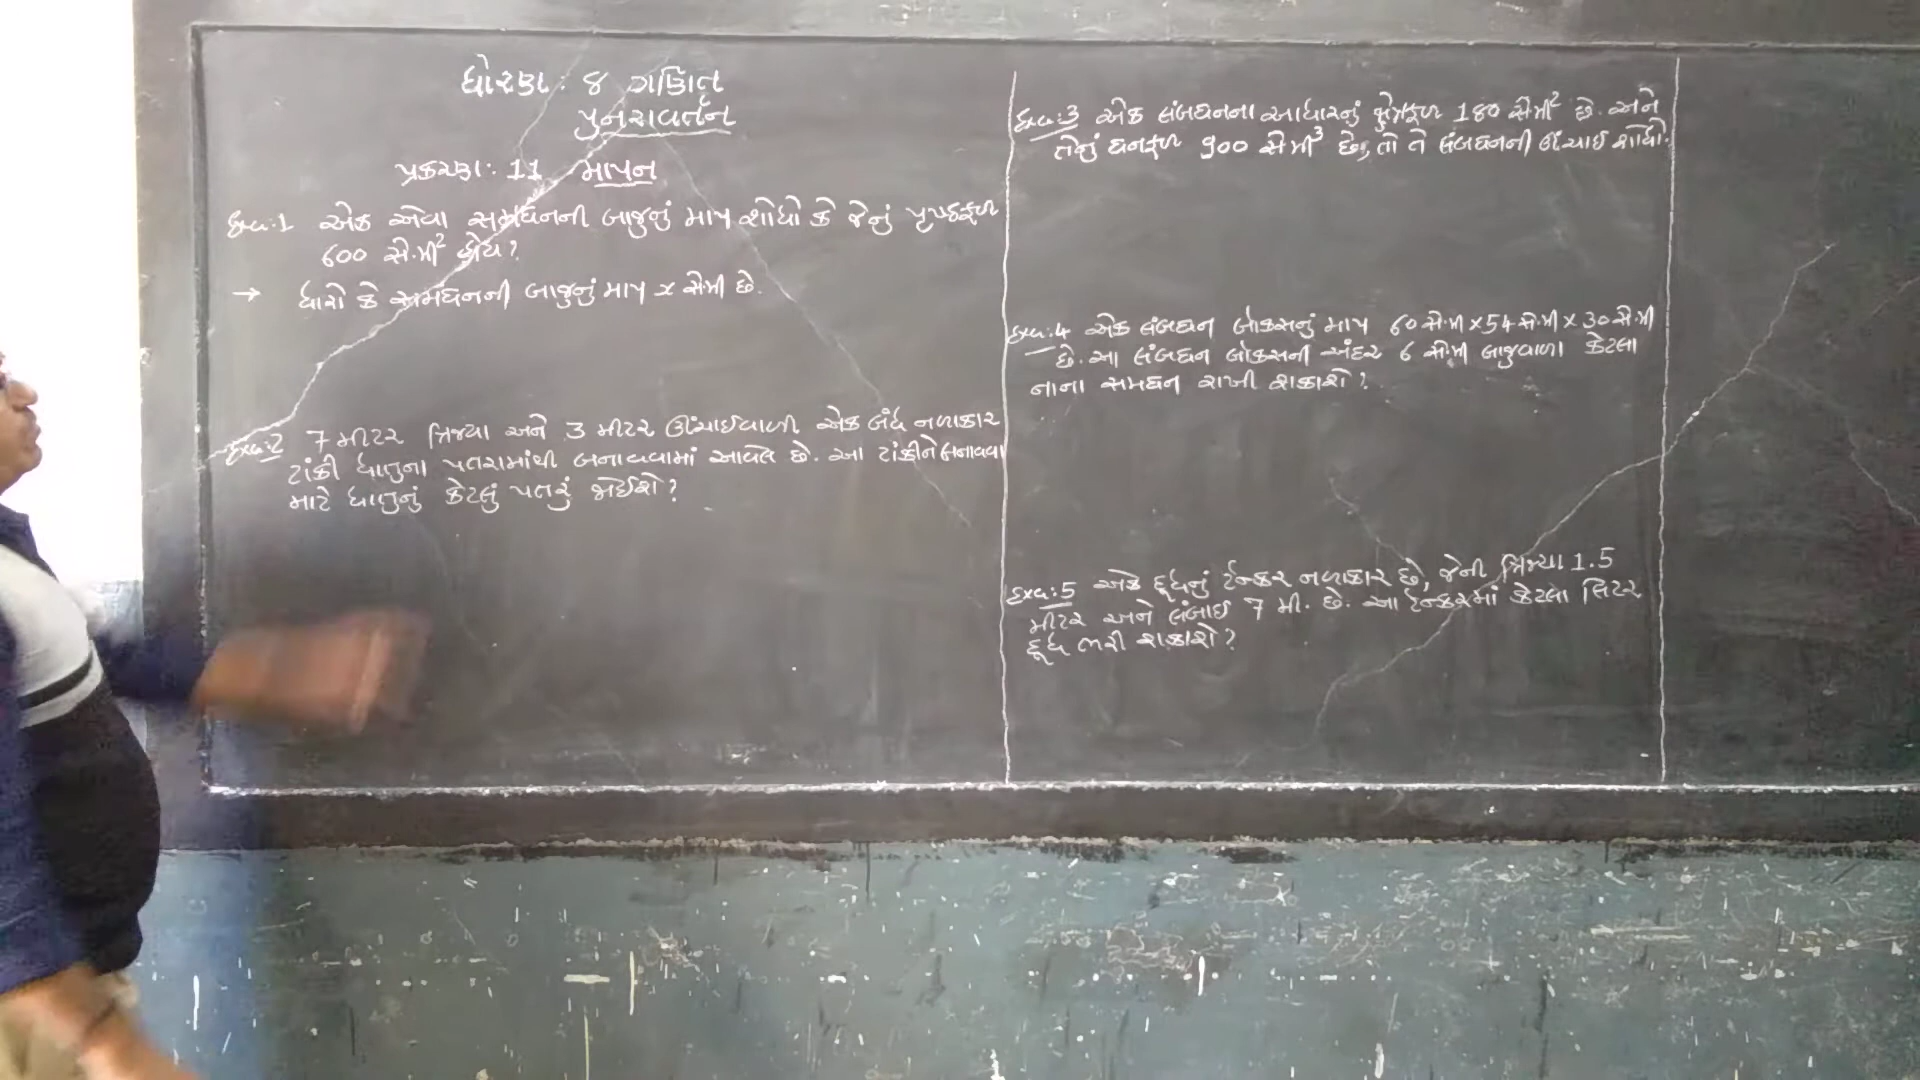 ધોરણ : ૪ ગણિત
પુનરાવર્તન
પ્રકરણ : 11 માપન
દાખ:1 એક એવા સમઘનની બાજુનું માપ શોધો કે જેનું પૃષ્ઠફળ
600 સે.મી² હોય?
→ ધારો કે સમઘનની બાજુનું માપ x સેમી છે.
દાખ:2 7 મીટર ત્રિજ્યા અને 3 મીટર ઊંચાઈવાળી એક બંધ નળાકાર
ટાંકી ધાતુના પતરામાંથી બનાવવામાં આવેલ છે. આ ટાંકીને બનાવવા
માટે ધાતુનું કેટલું પતરું જોઈશે?
દાખ:3 એક લંબઘનના આધારનું ક્ષેત્રફળ 180 સેમી² છે. અને
તેનું ઘનફળ 900 સેમી³ છે, તો તે લંબઘનની ઊંચાઈ શોધો.
દાખ:4 એક લંબઘન બોક્સનું માપ 60 સે.મી x 54 સે.મી x 30 સે.મી
છે. આ લંબઘન બોક્સની અંદર 6 સે.મી બાજુવાળા કેટલા
નાના સમઘન રાખી શકાશે?
દાખ:5 એક દૂધનું ટેન્કર નળાકાર છે, જેની ત્રિજ્યા 1.5
મીટર અને લંબાઈ 7 મી. છે. આ ટેન્કરમાં કેટલા લિટર
દૂધ ભરી શકાશે?